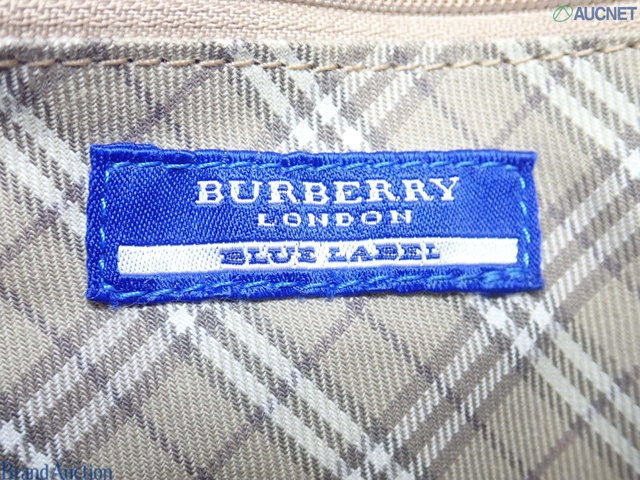 AUCNET
BURBERRY
LONDON
BLUE LABEL
Brand Auction